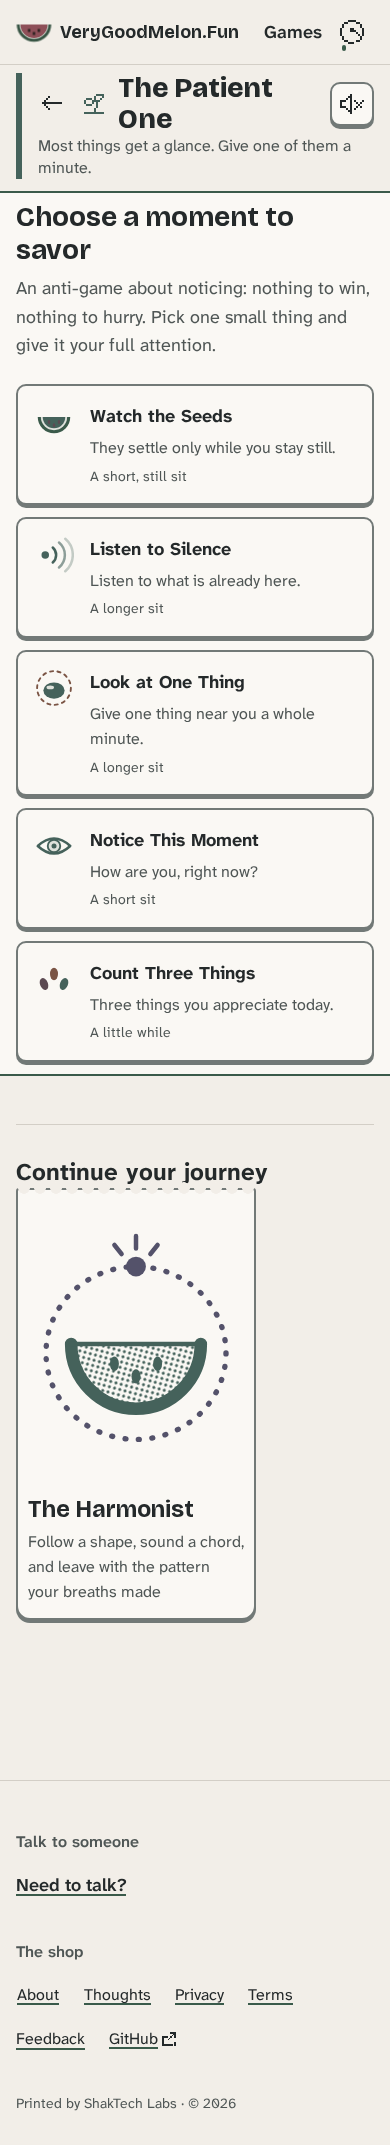 VeryGoodMelon.Fun Games
The Patient
One
Most things get a glance. Give one of them a
minute.
Choose a moment to
savor
An anti-game about noticing: nothing to win,
nothing to hurry. Pick one small thing and
give it your full attention.
Watch the Seeds
They settle only while you stay still.
A short, still sit
Listen to Silence
Listen to what is already here.
A longer sit
Look at One Thing
Give one thing near you a whole
minute.
A longer sit
Notice This Moment
How are you, right now?
A short sit
Count Three Things
Three things you appreciate today.
A little while
Continue your journey
The Harmonist
Follow a shape, sound a chord,
and leave with the pattern
your breaths made
Talk to someone
Need to talk?
The shop
About Thoughts Privacy Terms
Feedback GitHub
Printed by ShakTech Labs · © 2026